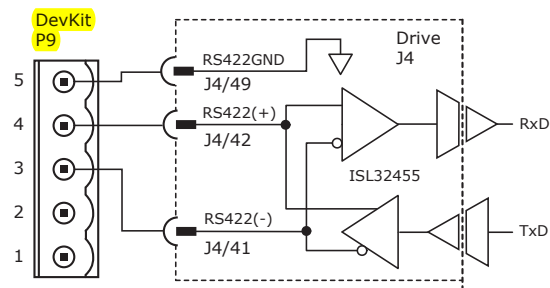 DevKit
P9
Drive
J4
5
RS422GND
J4/49
4
RS422(+)
J4/42
RxD
3
ISL32455
2
RS422(-)
TxD
1
J4/41